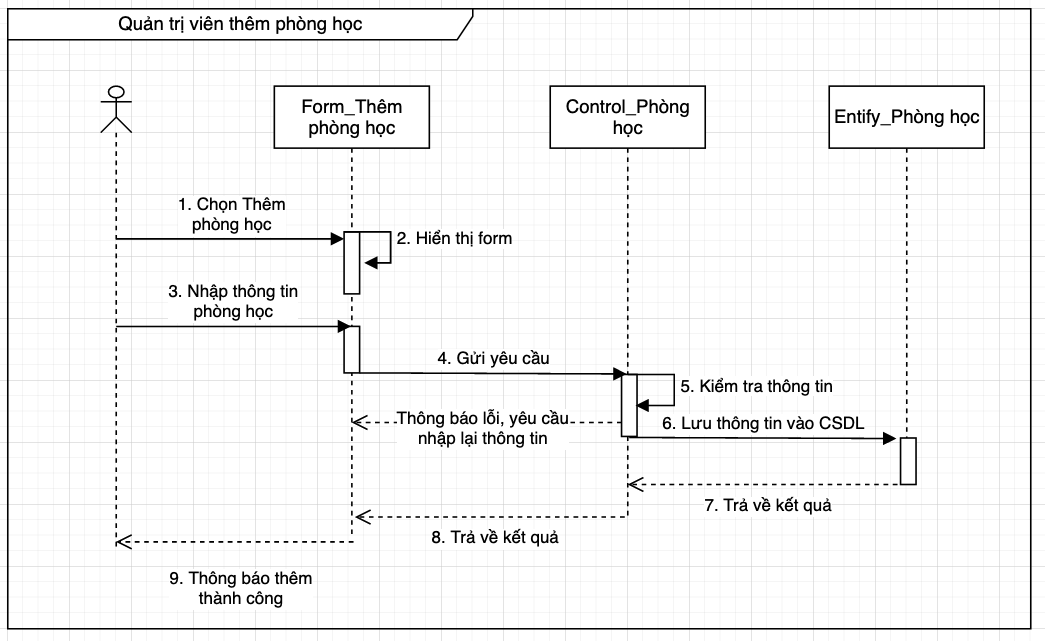 Quản trị viên thêm phòng học
Form_Thêm
phòng học
Control_Phòng
học
Entify_Phòng học
1. Chọn Thêm
phòng học
2. Hiển thị form
3. Nhập thông tin
phòng học
4. Gửi yêu cầu
5. Kiểm tra thông tin
Thông báo lỗi, yêu cầu
nhập lại thông tin
6. Lưu thông tin vào CSDL
7. Trả về kết quả
8. Trả về kết quả
9. Thông báo thêm
thành công